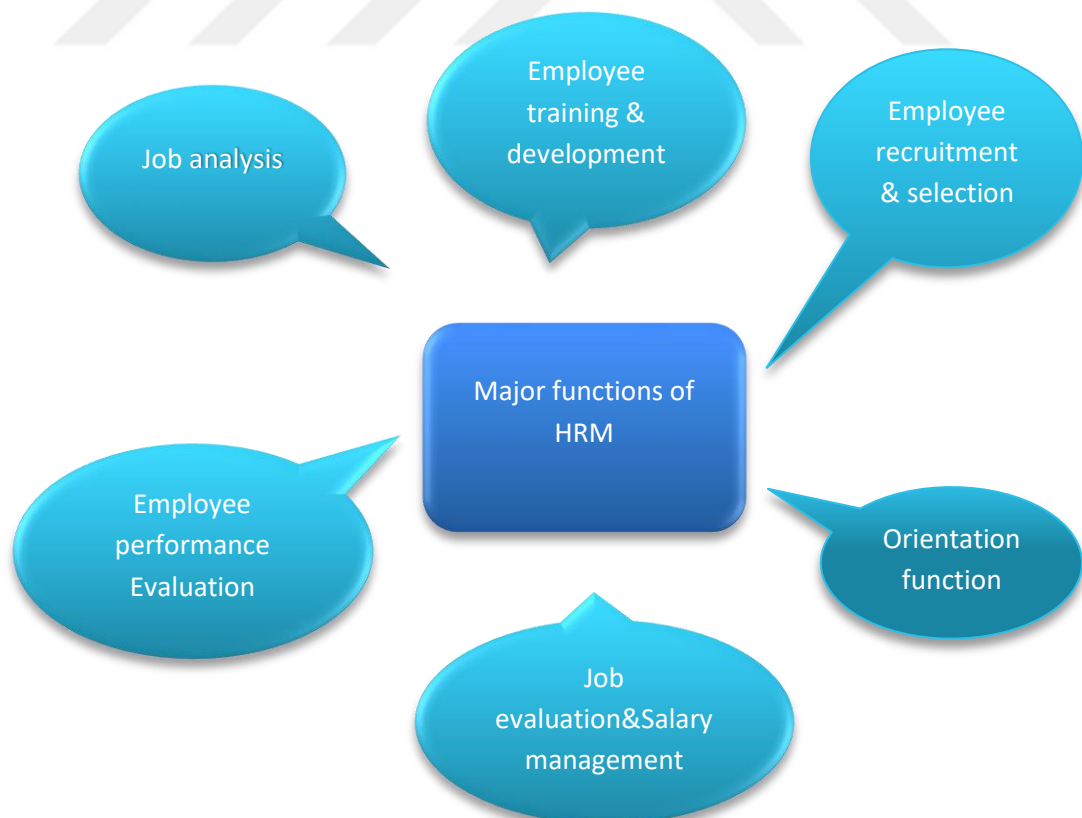 Job analysis
Employee
training &
development
Employee
recruitment
& selection
Major functions of
HRM
Employee
performance
Evaluation
Orientation
function
Job
evaluation&Salary
management